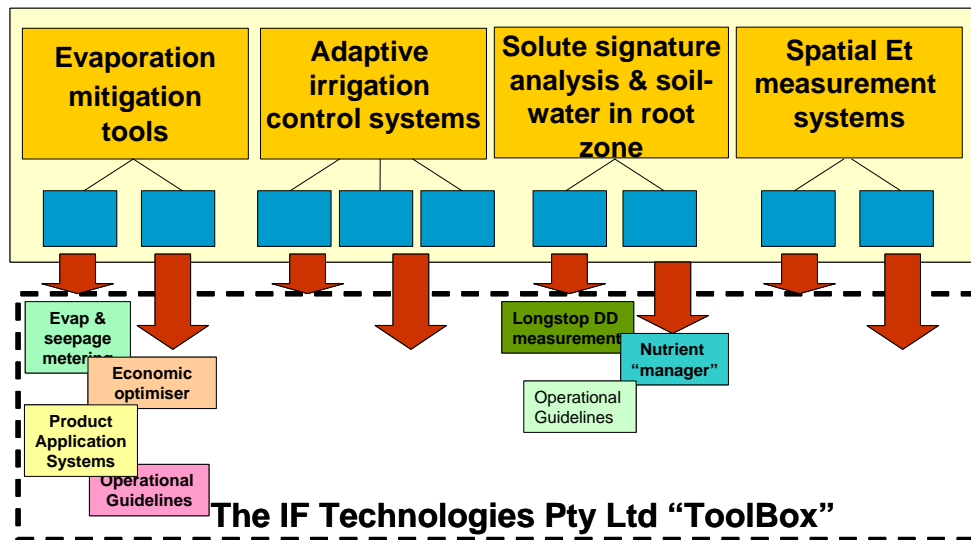 Evaporation
mitigation
tools
Adaptive
irrigation
control systems
Solute signature
analysis & soil-
water in root
zone
Spatial Et
measurement
systems
Evap &
seepage
metering
Economic
optimiser
Product
Application
Systems
Operational
Guidelines
Longstop DD
measurement
Nutrient
“manager”
Operational
Guidelines
The IF Technologies Pty Ltd “ToolBox”